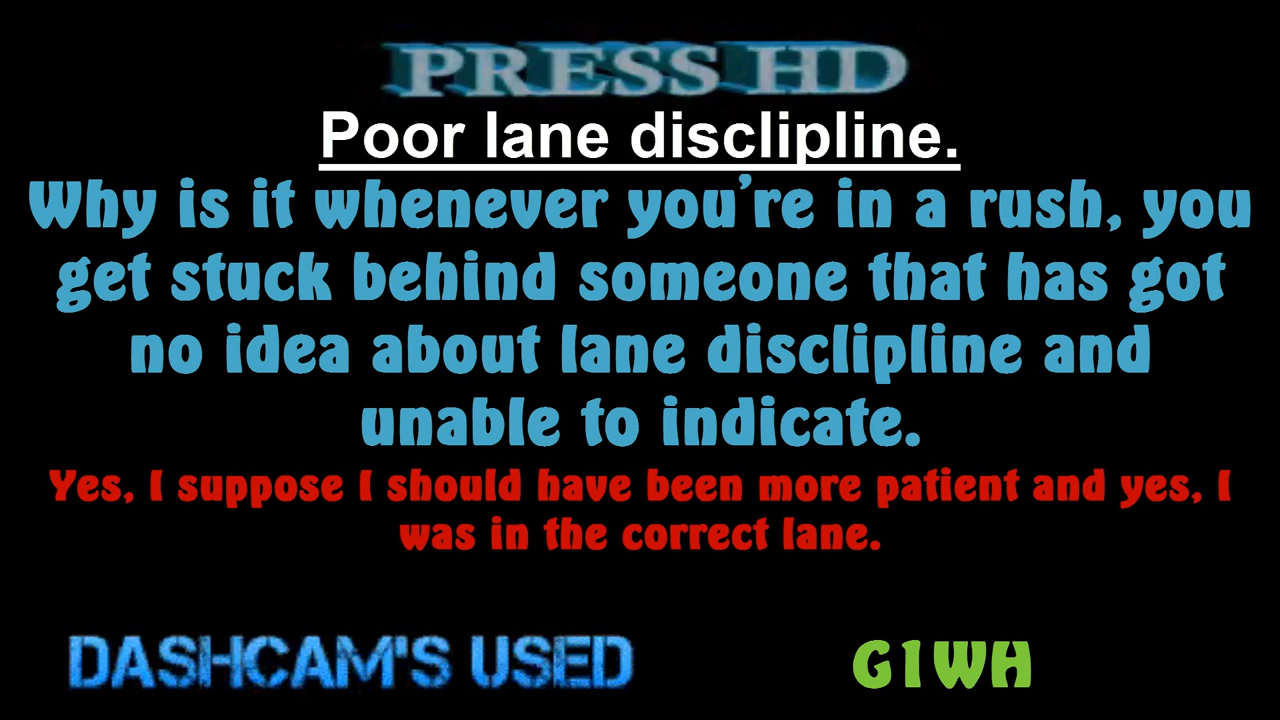 PRESS HD
Poor lane disclipline.
Why is it whenever you're in a rush, you
get stuck behind someone that has got
no idea about lane disclipline and
unable to indicate.
Yes, I suppose I should have been more patient and yes, I
was in the correct lane.
DASHCAM'S USED G1WH